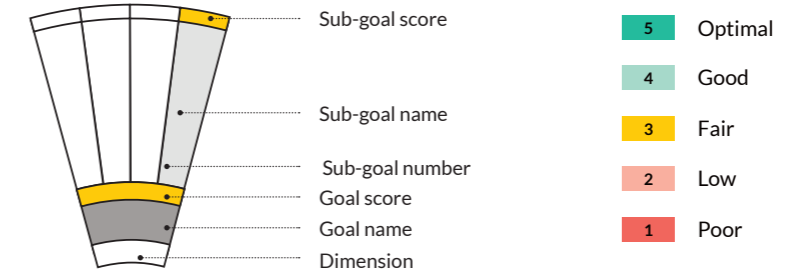 Sub-goal score
Sub-goal name
Sub-goal number
Goal score
Goal name
Dimension
5 Optimal
4 Good
3 Fair
2 Low
1 Poor